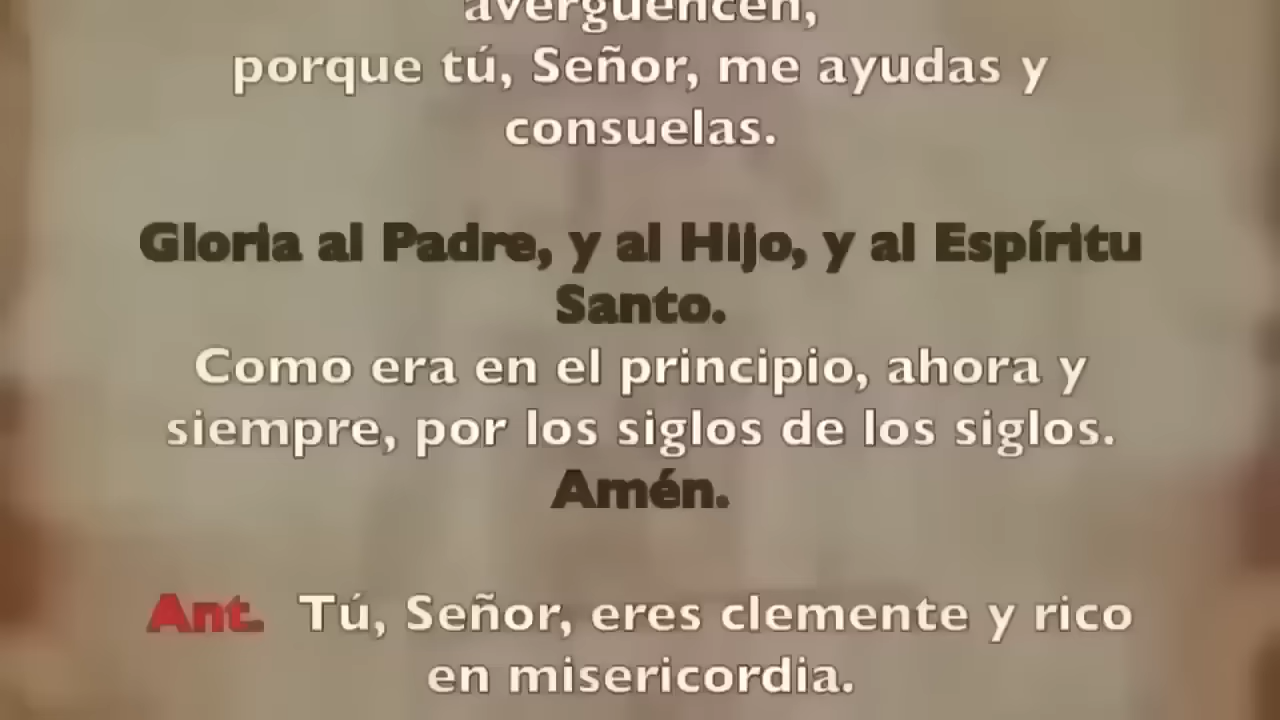 avergüencen,
porque tú, Señor, me ayudas y
consuelas.
Gloria al Padre, y al Hijo, y al Espíritu
Santo.
Como era en el principio, ahora y
siempre, por los siglos de los siglos.
Amén.
Ant. Tú, Señor, eres clemente y rico
en misericordia.